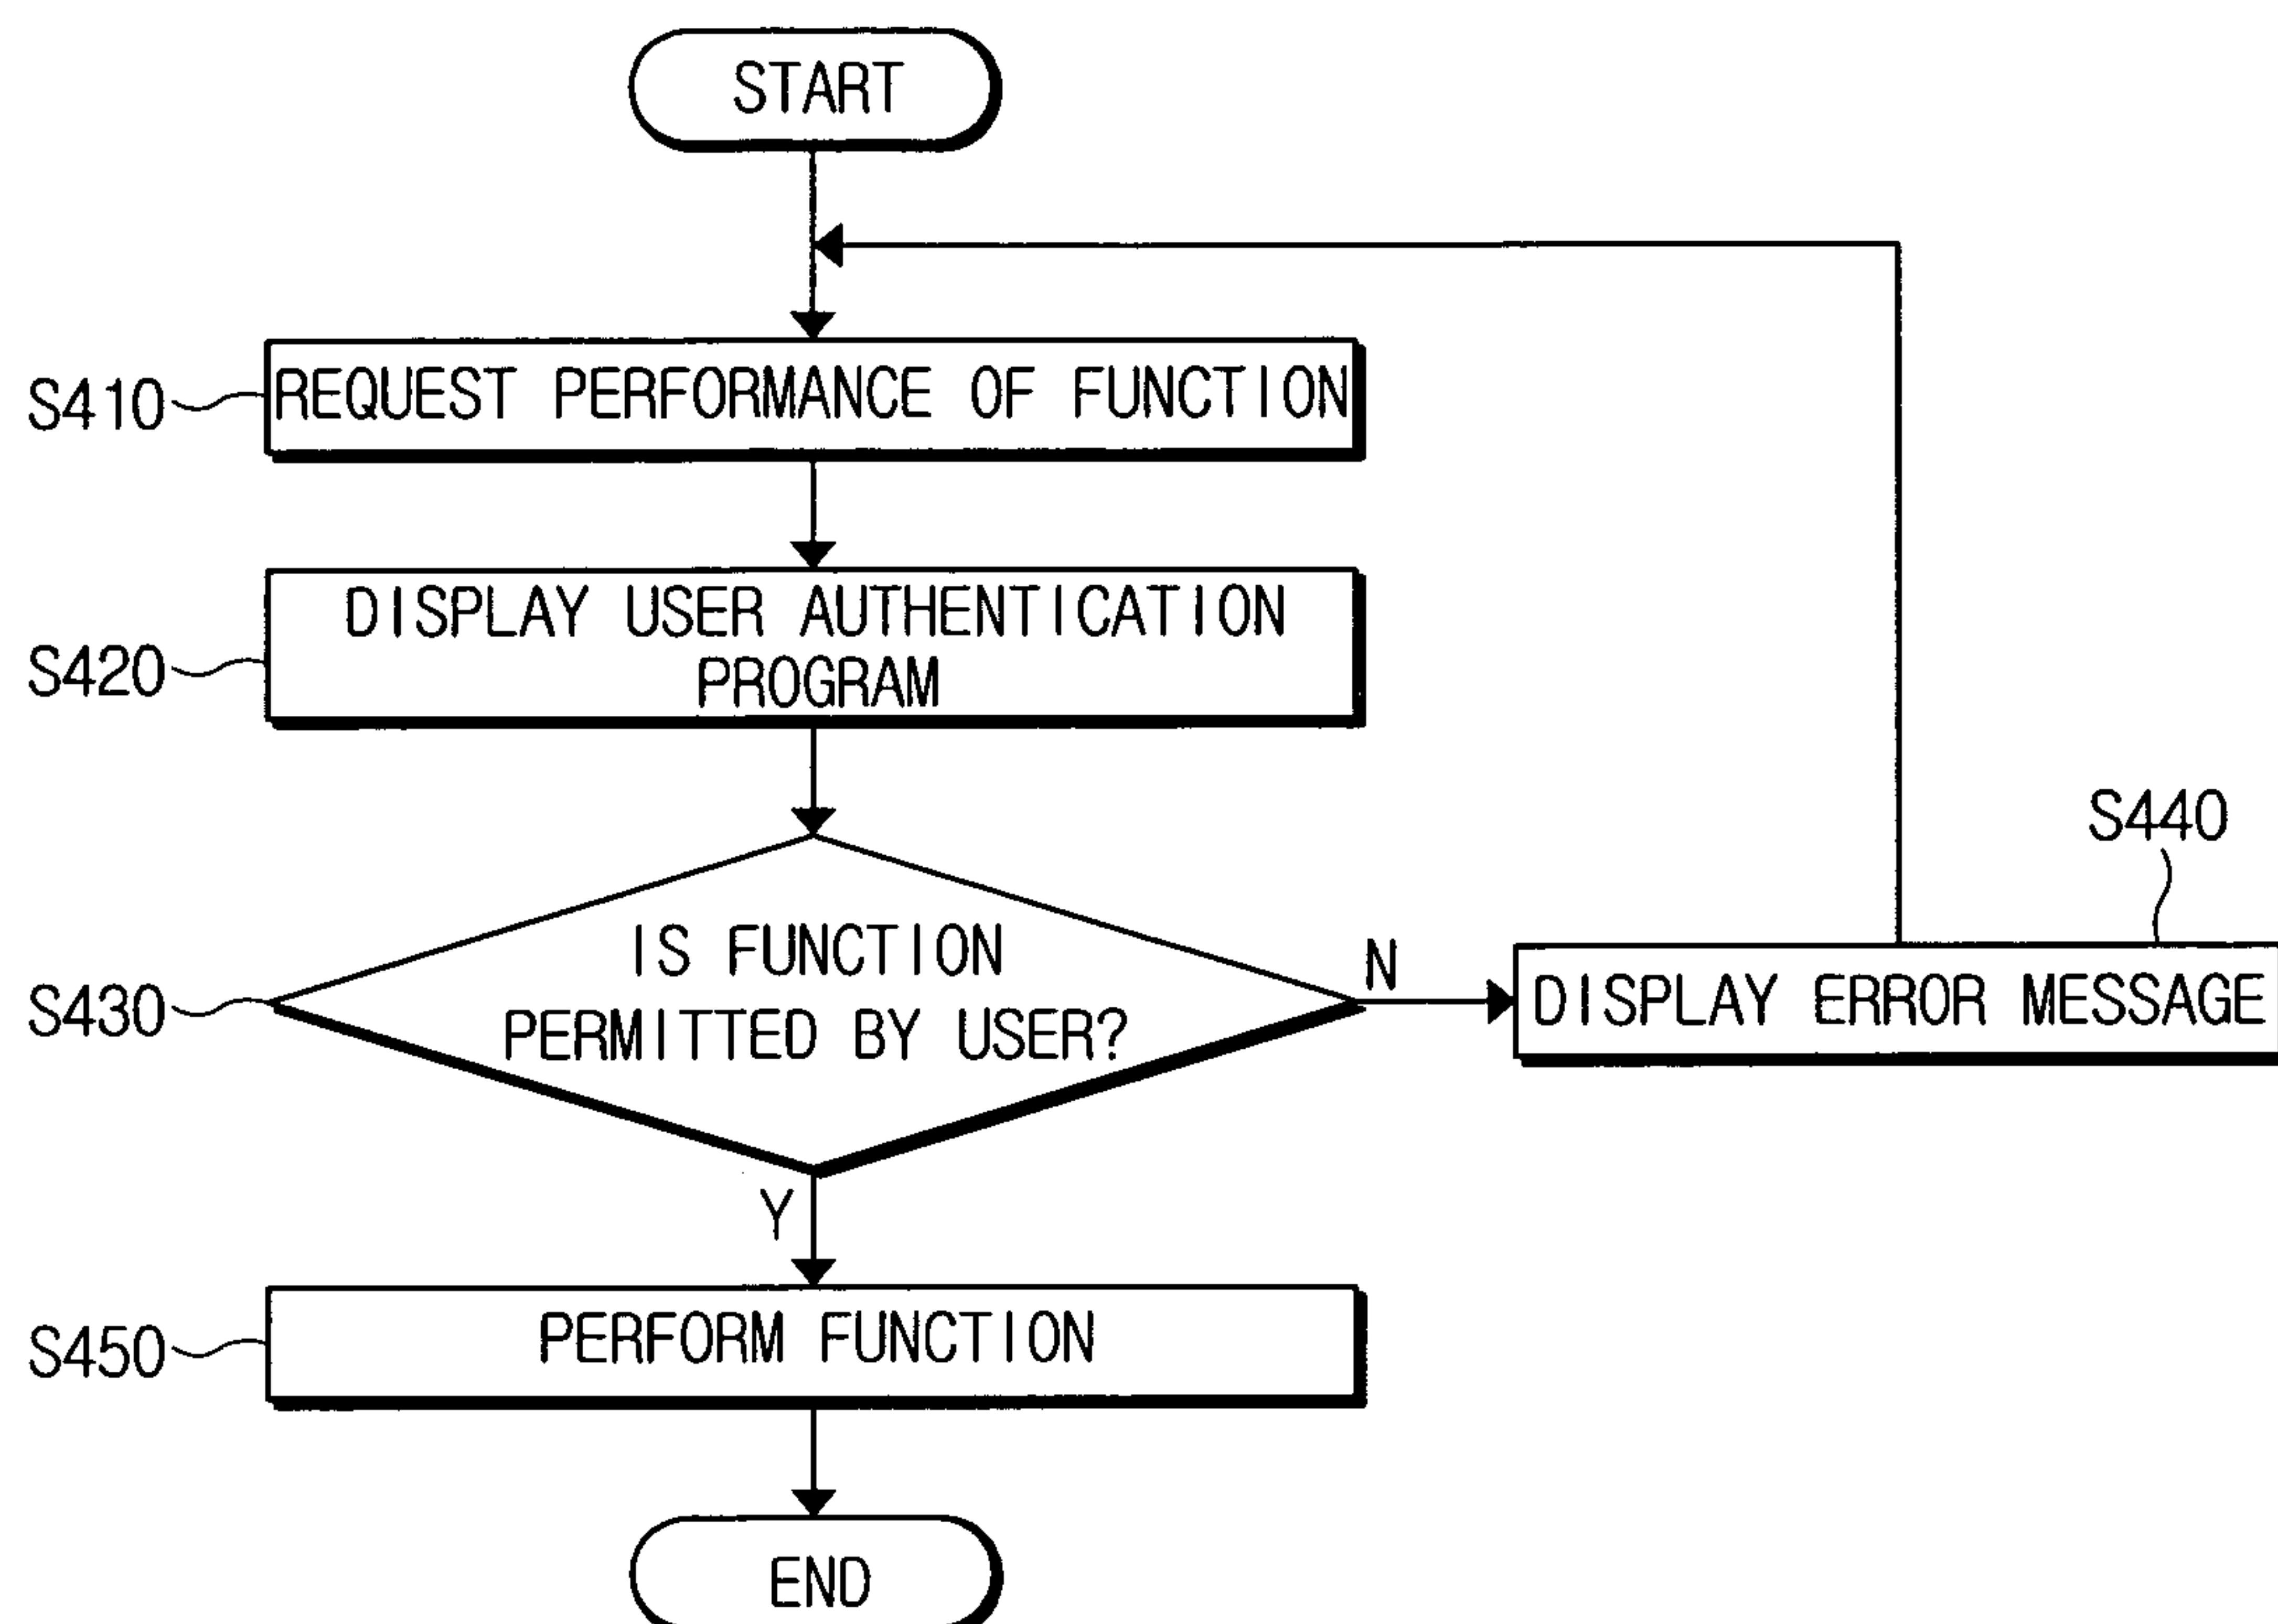 START
S410
REQUEST PERFORMANCE OF FUNCTION
S420
DISPLAY USER AUTHENTICATION
PROGRAM
S430
IS FUNCTION
PERMITTED BY USER?
N
S440
DISPLAY ERROR MESSAGE
Y
S450
PERFORM FUNCTION
END